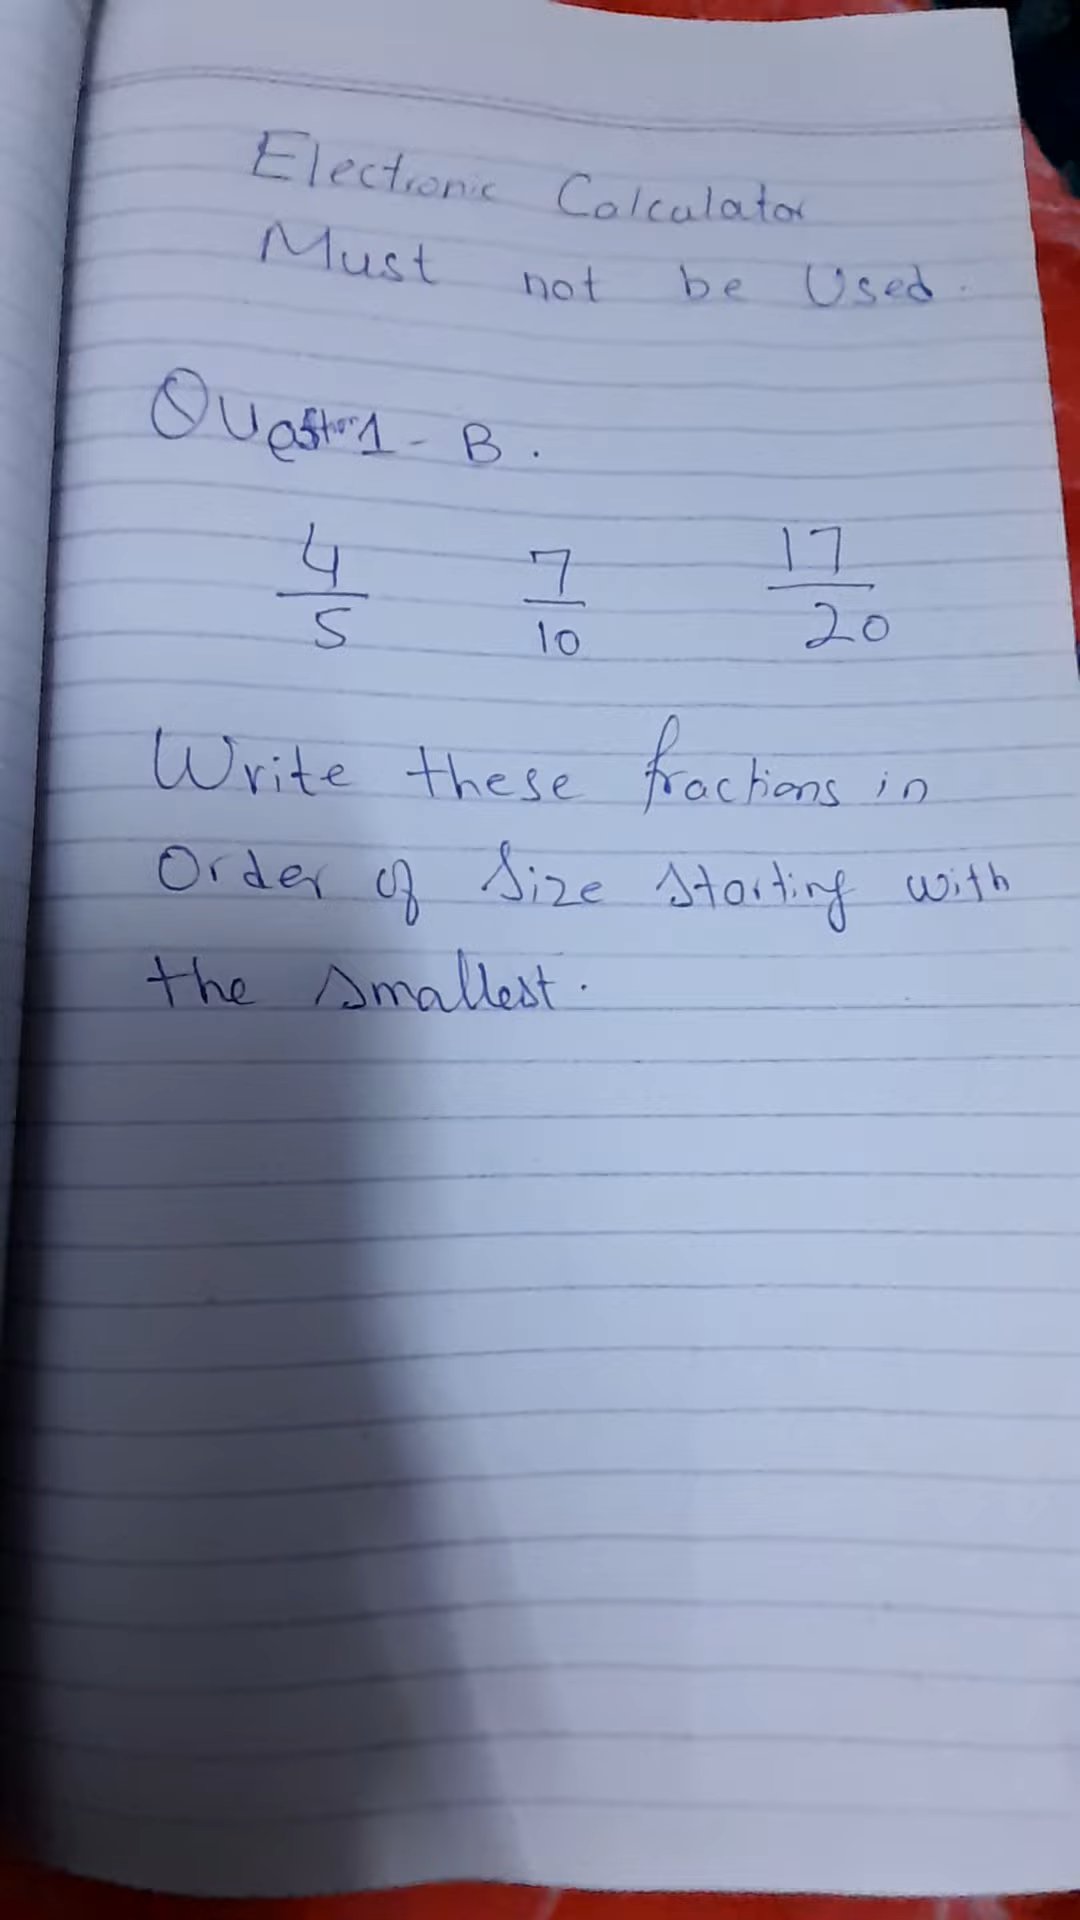 Electronic Calculator
Must not be Used.
Question 1 - B.
4/5 7/10 17/20
Write these fractions in
Order of Size Starting with
the Smallest.